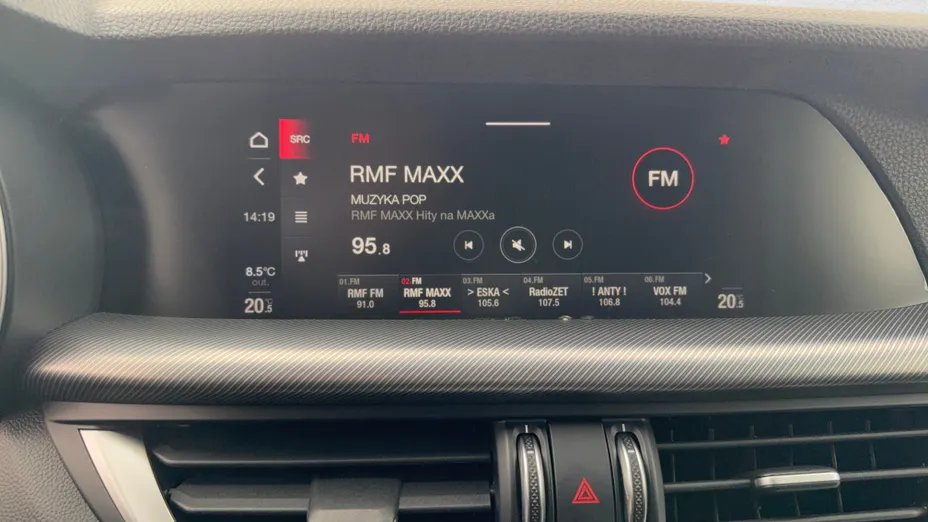 SRC
FM
RMF MAXX
MUZYKA POP
RMF MAXX Hity na MAXXa
FM
14:19
95.8
8.5°C
out.
20.5
01.FM
RMF FM
91.0
02.FM
RMF MAXX
95.8
03.FM
> ESKA <
105.6
04.FM
RadioZET
107.5
05.FM
! ANTY !
106.8
06.FM
VOX FM
104.4
20.5